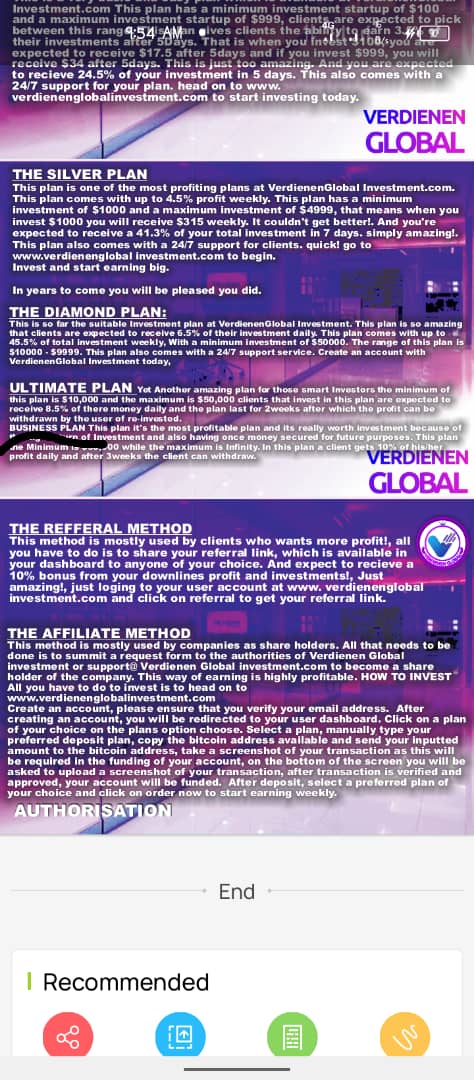 Investment.com This plan has a minimum investment startup of $100
and a maximum investment startup of $999, clients are expected to pick
between this range. plan gives clients the ability to earn 3.
9:54 AM
their investments after 5Days. That is when you invest you are
expected to receive $17.5 after 5days and if you invest $999, you will
receive $34 after 5days. This is just too amazing. And you are expected
to recieve 24.5% of your investment in 5 days. This also comes with a
24/7 support for your plan. head on to www.
verdienenglobalinvestment.com to start investing today.
VERDIENEN
GLOBAL
THE SILVER PLAN
This plan is one of the most profiting plans at VerdienenGlobal Investment.com.
This plan comes with up to 4.5% profit weekly. This plan has a minimum
investment of $1000 and a maximum investment of $4999, that means when you
invest $1000 you will receive $315 weekly. It couldn't get better!. And you're
expected to receive a 41.3% of your total investment in 7 days. simply amazing!.
This plan also comes with a 24/7 support for clients. quick! go to
www.verdienenglobal investment.com to begin.
Invest and start earning big.
In years to come you will be pleased you did.
THE DIAMOND PLAN:
This is so far the suitable Investment plan at VerdienenGlobal Investment. This plan is so amazing
that clients are expected to receive 6.5% of their investment daily. This plan comes with up to
45.5% of total investment weekly, With a minimum investment of $50000. The range of this plan is
$10000 - $9999. This plan also comes with a 24/7 support service. Create an account with
VerdienenGlobal Investment today,
ULTIMATE PLAN Yet Another amazing plan for those smart Investors the minimum of
this plan is $10,000 and the maximum is $50,000 clients that invest in this plan are expected to
receive 8.5% of there money daily and the plan last for 2weeks after which the profit can be
withdrawn by the user of re-invested.
BUSINESS PLAN This plan it's the most profitable plan and its really worth investment because of
of Investment and also having once money secured for future purposes. This plan
the Minimum is 00 while the maximum is Infinity. In this plan a client gets 10% of his/her
profit daily and after 3weeks the client can withdraw.
VERDIENEN
GLOBAL
THE REFFERAL METHOD
This method is mostly used by clients who wants more profit!, all
you have to do is to share your referral link, which is available in
your dashboard to anyone of your choice. And expect to recieve a
10% bonus from your downlines profit and investments!, Just
amazing!, just loging to your user account at www. verdienenglobal
investment.com and click on referral to get your referral link.
THE AFFILIATE METHOD
This method is mostly used by companies as share holders. All that needs to be
done is to summit a request form to the authorities of Verdienen Global
investment or support@ Verdienen Global investment.com to become a share
holder of the company. This way of earning is highly profitable. HOW TO INVEST
All you have to do to invest is to head on to
www.verdienenglobalinvestment.com
Create an account, please ensure that you verify your email address. After
creating an account, you will be redirected to your user dashboard. Click on a plan
of your choice on the plans option choose. Select a plan, manually type your
preferred deposit plan, copy the bitcoin address available and send your inputted
amount to the bitcoin address, take a screenshot of your transaction as this will
be required in the funding of your account, on the bottom of the screen you will be
asked to upload a screenshot of your transaction, after transaction is verified and
approved, your account will be funded. After deposit, select a preferred plan of
your choice and click on order now to start earning weekly.
AUTHORISATION
End
Recommended